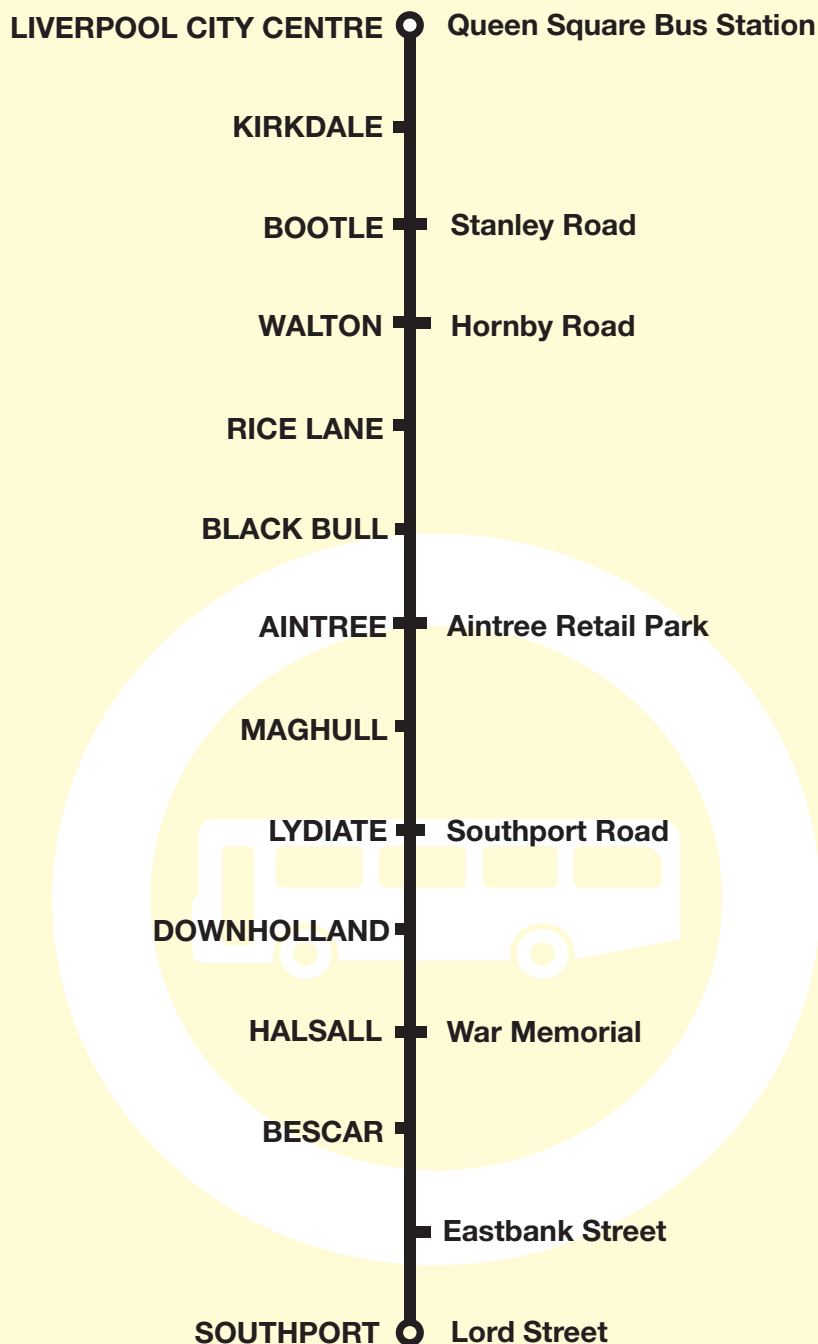 LIVERPOOL CITY CENTRE Queen Square Bus Station
KIRKDALE
BOOTLE Stanley Road
WALTON Hornby Road
RICE LANE
BLACK BULL
AINTREE Aintree Retail Park
MAGHULL
LYDIATE Southport Road
DOWNHOLLAND
HALSALL War Memorial
BESCAR
Eastbank Street
SOUTHPORT Lord Street